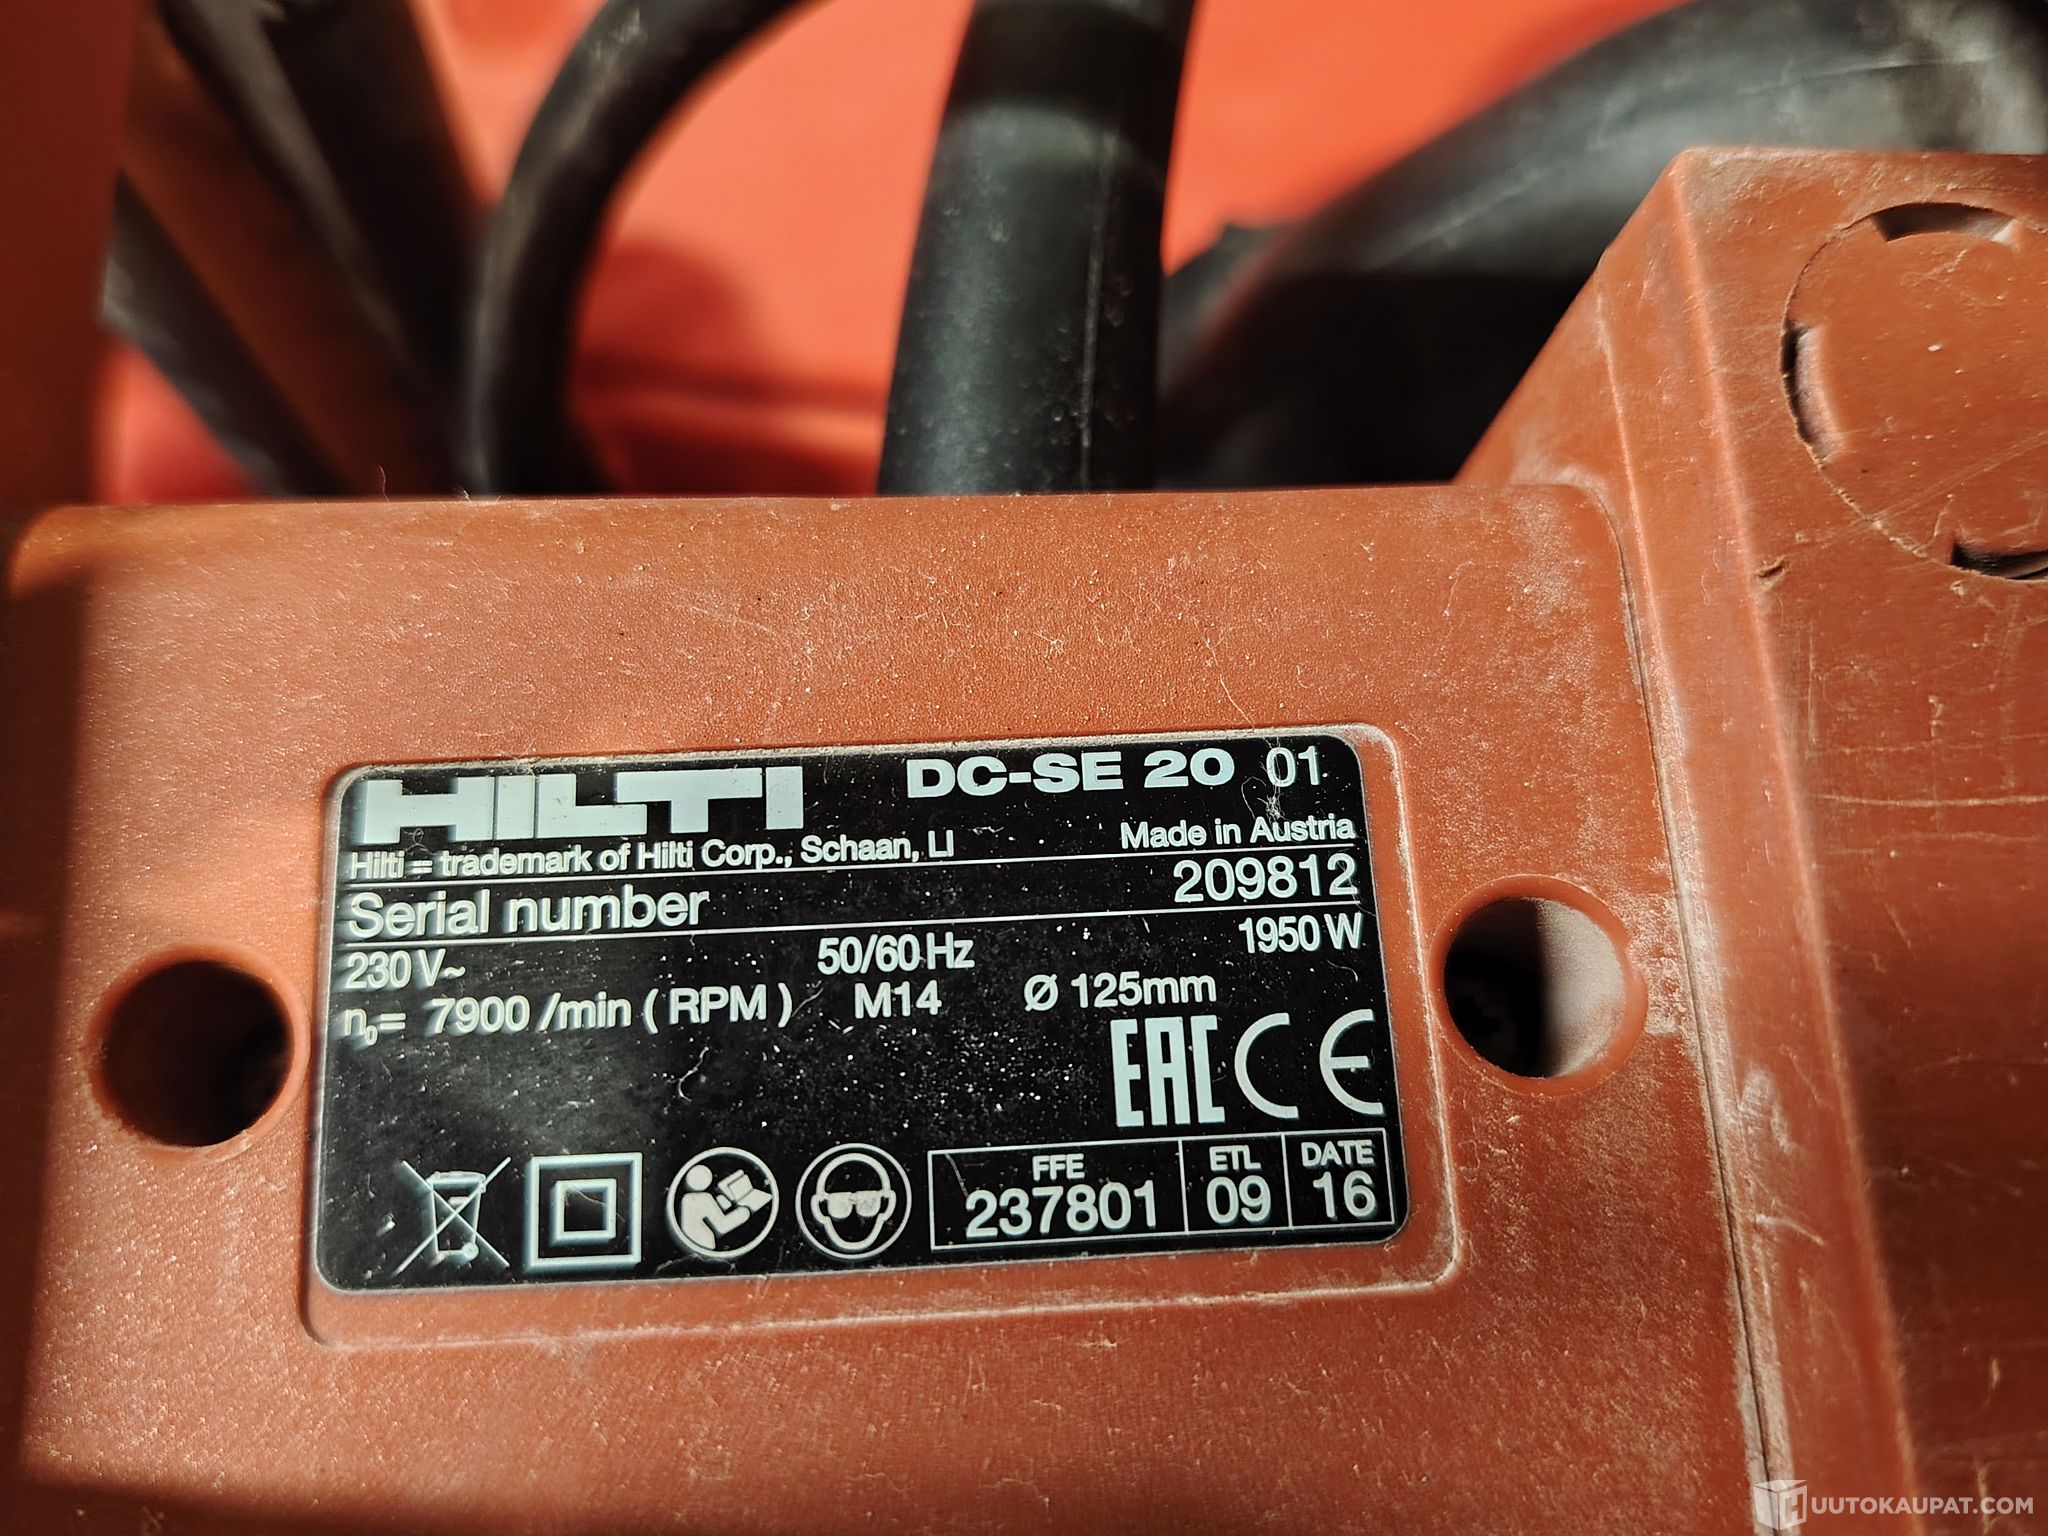 HILTI DC-SE 20 01
Hilti = trademark of Hilti Corp., Schaan, LI Made in Austria
Serial number 209812
230 V~ 50/60 Hz 1950 W
n₀= 7900 /min ( RPM ) M14 Ø 125mm
EAC CE
FFE ETL DATE
237801 09 16
HUUTOKAUPAT.COM